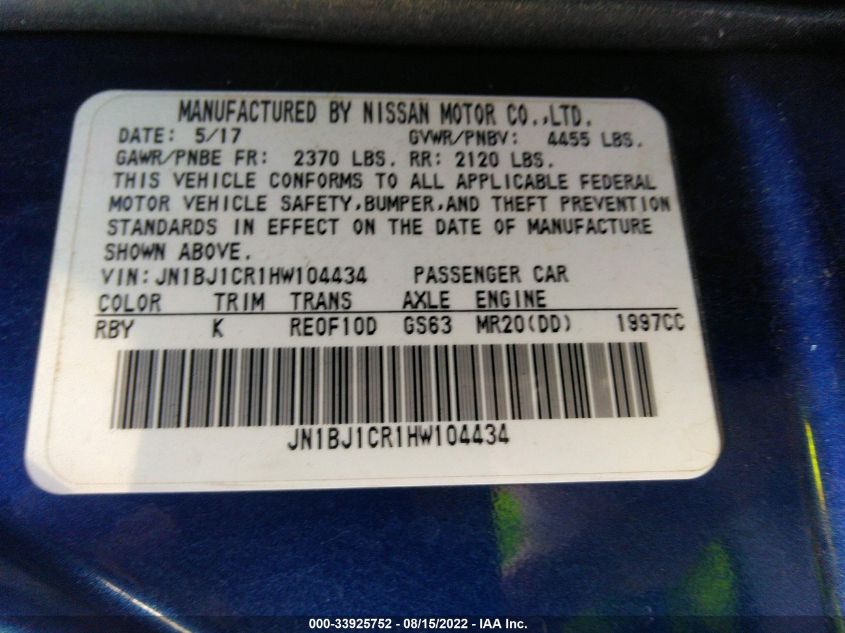 MANUFACTURED BY NISSAN MOTOR CO.,LTD.
DATE: 5/17 GVWR/PNBV: 4455 LBS.
GAWR/PNBE FR: 2370 LBS. RR: 2120 LBS.
THIS VEHICLE CONFORMS TO ALL APPLICABLE FEDERAL
MOTOR VEHICLE SAFETY,BUMPER,AND THEFT PREVENTION
STANDARDS IN EFFECT ON THE DATE OF MANUFACTURE
SHOWN ABOVE.
VIN:JN1BJ1CR1HW104434 PASSENGER CAR
COLOR TRIM TRANS AXLE ENGINE
RBY K RE0F10D GS63 MR20(DD) 1997CC
JN1BJ1CR1HW104434
000-33925752 - 08/15/2022 - IAA Inc.